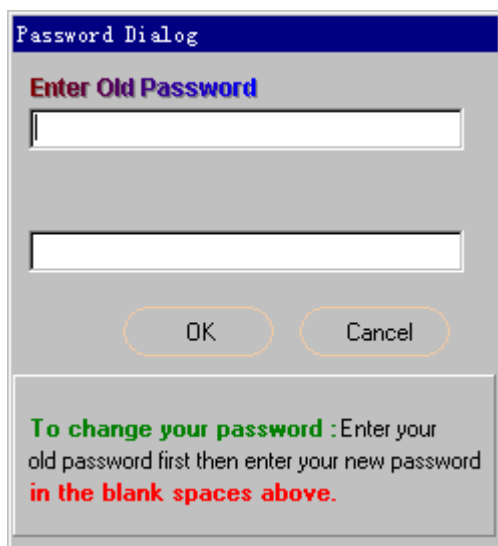 Password Dialog
Enter Old Password
OK
Cancel
To change your password : Enter your
old password first then enter your new password
in the blank spaces above.